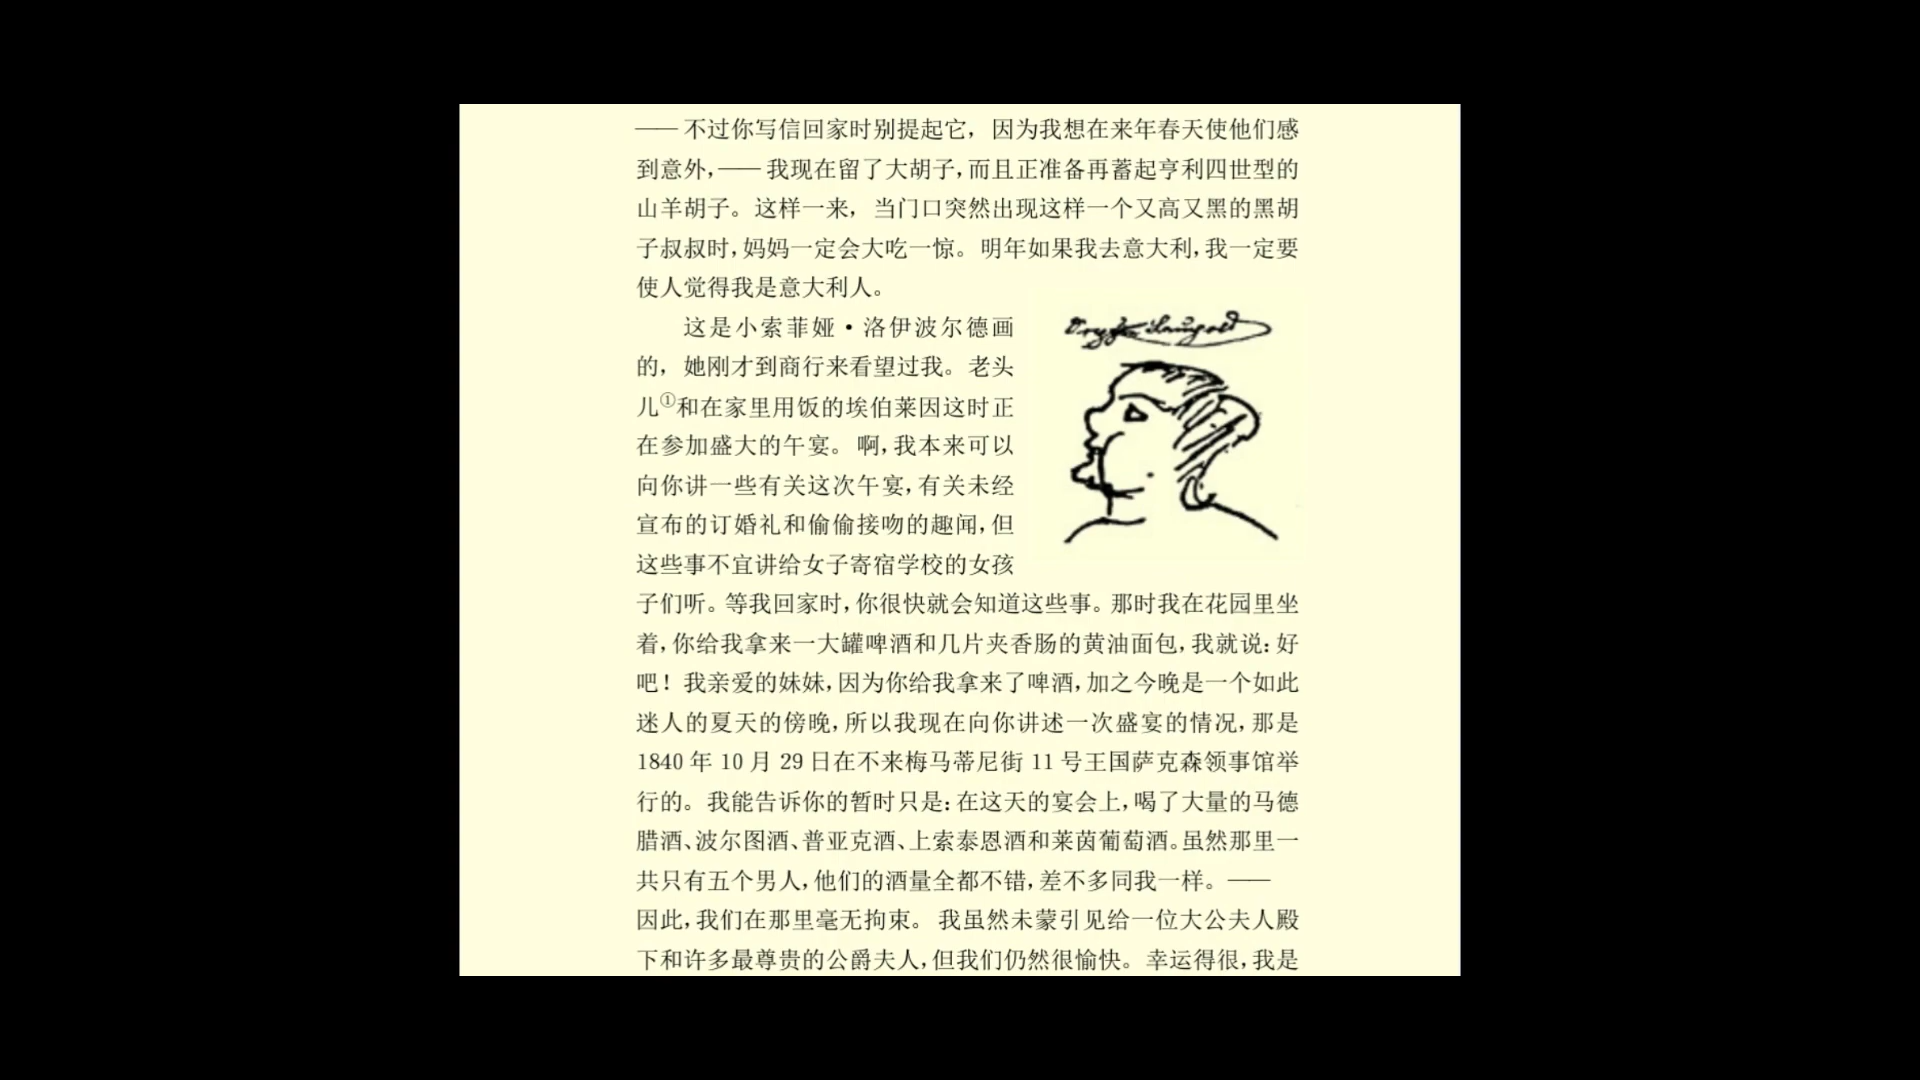 —— 不过你写信回家时别提起它，因为我想在来年春天使他们感
到意外，—— 我现在留了大胡子，而且正准备再蓄起亨利四世型的
山羊胡子。这样一来，当门口突然出现这样一个又高又黑的黑胡
子叔叔时，妈妈一定会大吃一惊。明年如果我去意大利，我一定要
使人觉得我是意大利人。
这是小索菲娅·洛伊波尔德画
的，她刚才到商行来看望过我。老头
儿①和在家里用饭的埃伯莱因这时正
在参加盛大的午宴。啊，我本来可以
向你讲一些有关这次午宴，有关未经
宣布的订婚礼和偷偷接吻的趣闻，但
这些事不宜讲给女子寄宿学校的女孩
子们听。等我回家时，你很快就会知道这些事。那时我在花园里坐
着，你给我拿来一大罐啤酒和几片夹香肠的黄油面包，我就说：好
吧！我亲爱的妹妹，因为你给我拿来了啤酒，加之今晚是一个如此
迷人的夏天的傍晚，所以我现在向你讲述一次盛宴的情况，那是
1840 年 10 月 29 日在不来梅马蒂尼街 11 号王国萨克森领事馆举
行的。我能告诉你的暂时只是：在这天的宴会上，喝了大量的马德
腊酒、波尔图酒、普亚克酒、上索泰恩酒和莱茵葡萄酒。虽然那里一
共只有五个男人，他们的酒量全都不错，差不多同我一样。——
因此，我们在那里毫无拘束。我虽然未蒙引见给一位大公夫人殿
下和许多最尊贵的公爵夫人，但我们仍然很愉快。幸运得很，我是